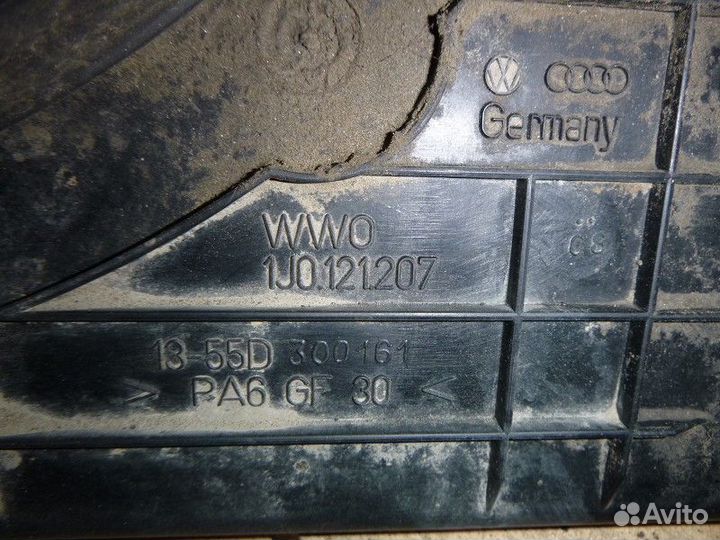 Germany
WWO
1J0.121.207
13-55D 300161
> PA6 GF 30 <
Avito